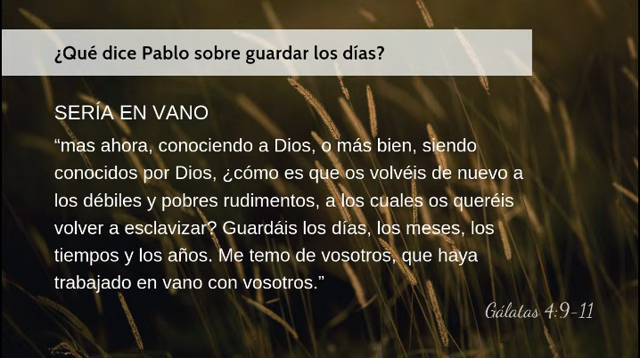 ¿Qué dice Pablo sobre guardar los días?
SERÍA EN VANO
“mas ahora, conociendo a Dios, o más bien, siendo
conocidos por Dios, ¿cómo es que os volvéis de nuevo a
los débiles y pobres rudimentos, a los cuales os queréis
volver a esclavizar? Guardáis los días, los meses, los
tiempos y los años. Me temo de vosotros, que haya
trabajado en vano con vosotros.”
Gálatas 4:9-11